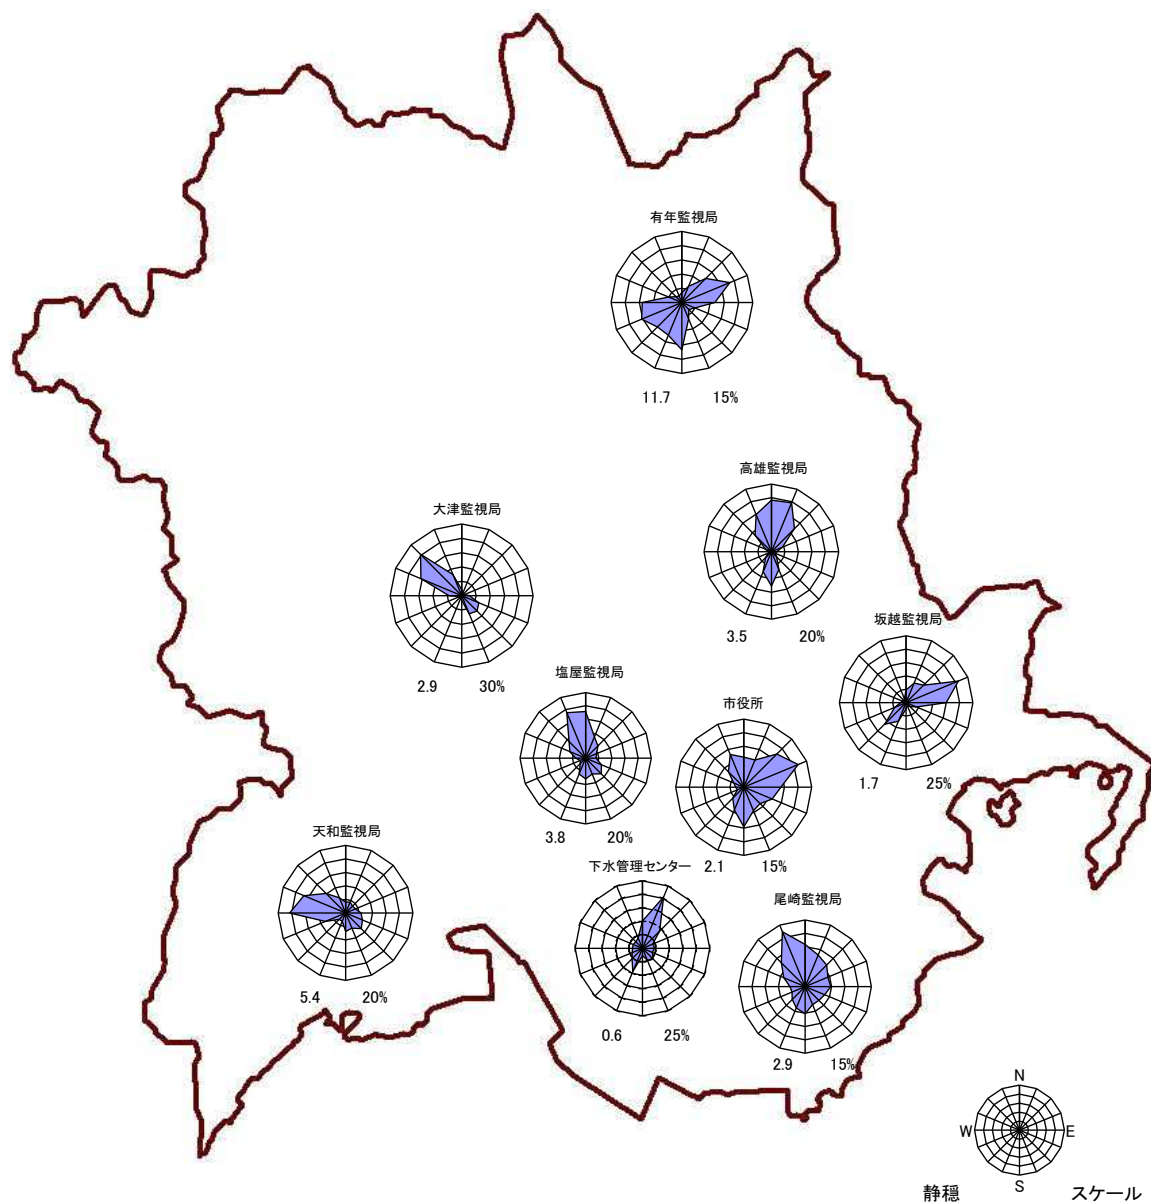 有年監視局
11.7 15%
高雄監視局
3.5 20%
大津監視局
2.9 30%
坂越監視局
1.7 25%
塩屋監視局
3.8 20%
市役所
2.1 15%
天和監視局
5.4 20%
下水管理センター
0.6 25%
尾崎監視局
2.9 15%
N
W E
S
静穏 スケール